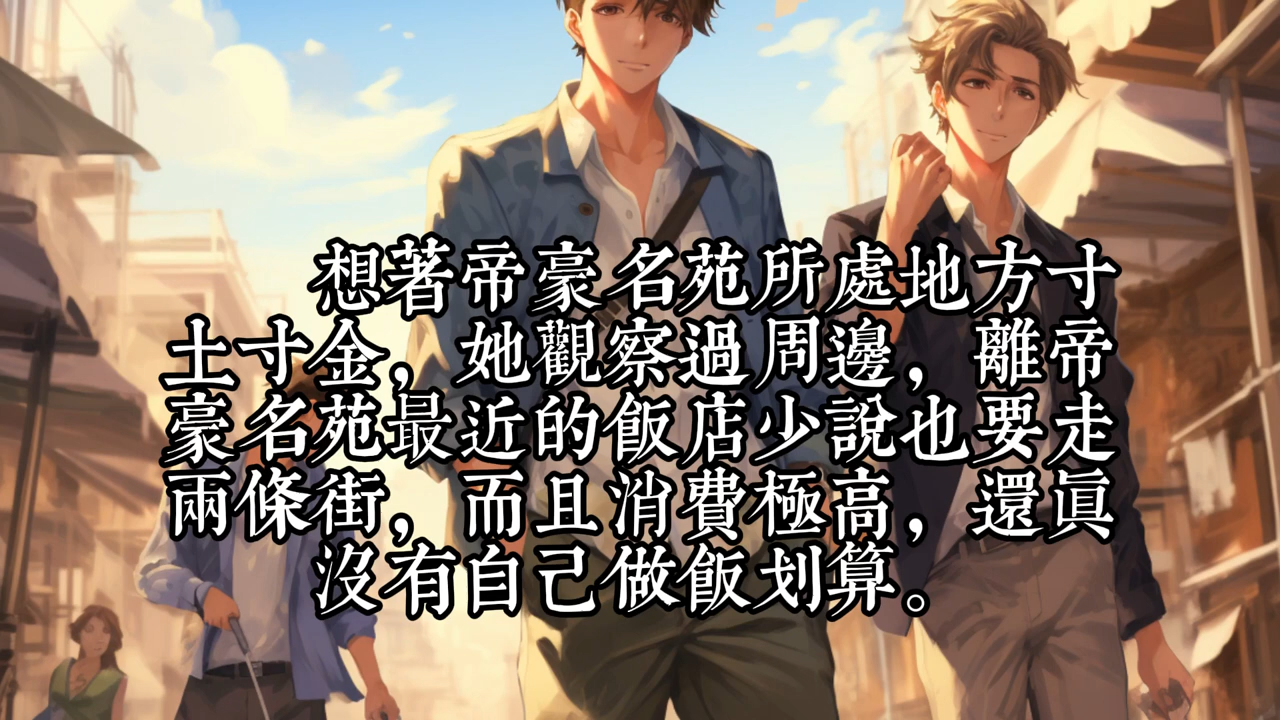 想著帝豪名苑所處地方寸
土寸金，她觀察過周邊，離帝
豪名苑最近的飯店少說也要走
兩條街，而且消費極高，還真
沒有自己做飯划算。